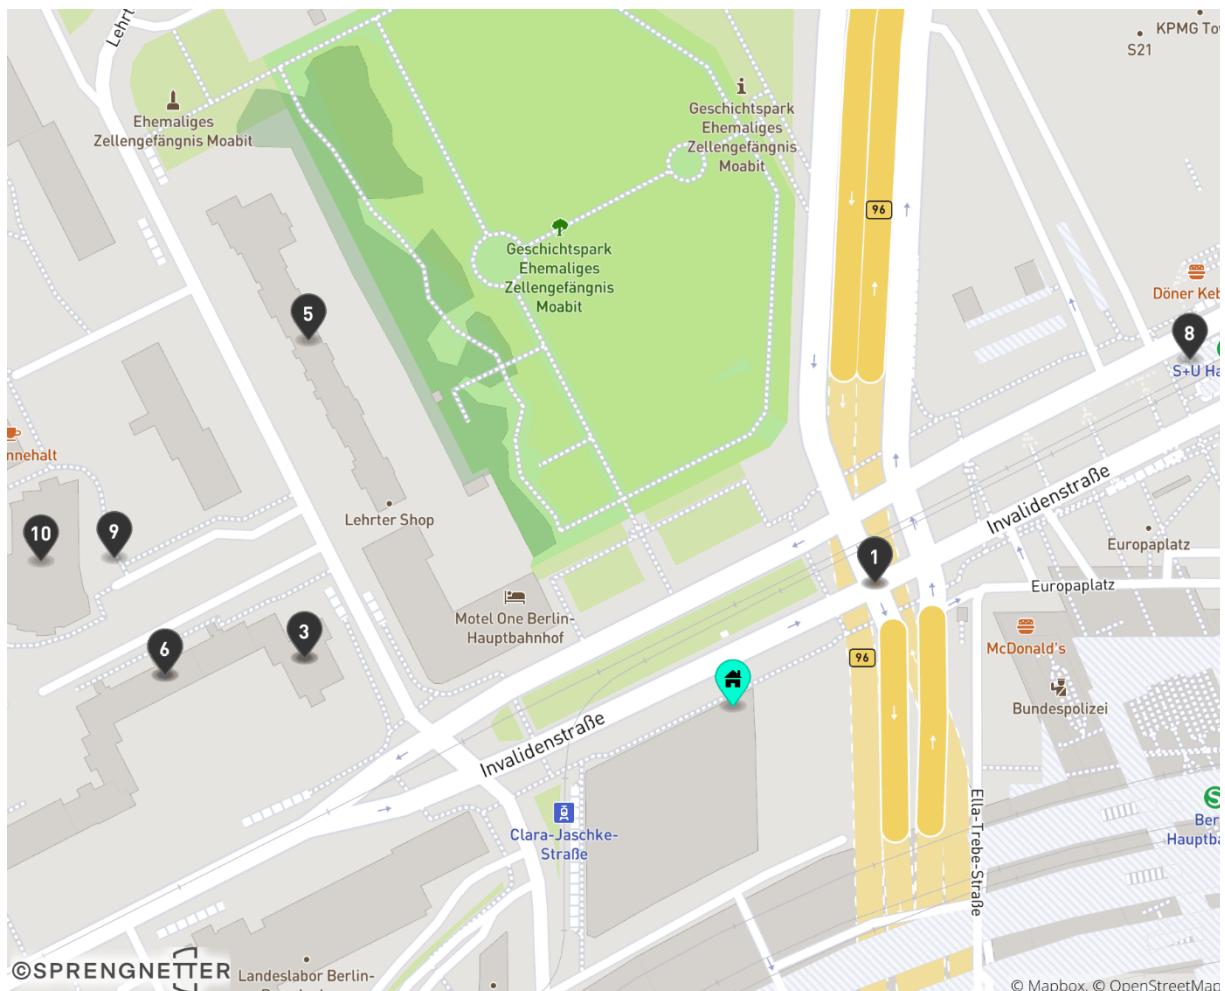 Lehrt
KPMG Tow
S21
Geschichtspark
Ehemaliges
Zellengefängnis
Moabit
Ehemaliges
Zellengefängnis Moabit
96
Geschichtspark
Ehemaliges
Zellengefängnis
Moabit
Döner Keb
5
8
S+U Ha
nnehalt
Lehrter Shop
10
9
Invalidenstraße
Europaplatz
1
Europaplatz
Motel One Berlin-
Hauptbahnhof
3
6
McDonald's
96
Bundespolizei
Invalidenstraße
Clara-Jaschke-
Straße
Ella-Trebe-Straße
S
Ber
Hauptba
©SPRENGNETTER
Landeslabor Berlin-
© Mapbox, © OpenStreetMap